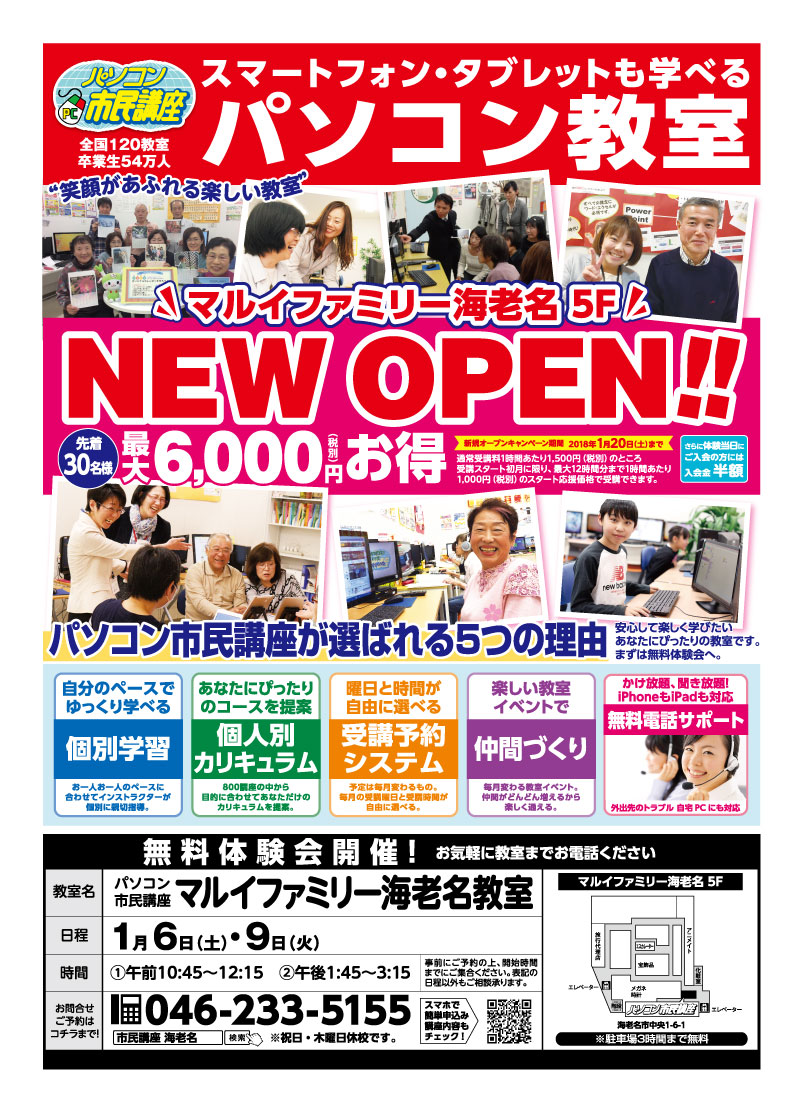 パソコン
市民講座
PC
全国120教室
卒業生54万人
スマートフォン・タブレットも学べる
パソコン教室
“笑顔があふれる楽しい教室”
Power
Point
マルイファミリー海老名 5F
NEW OPEN!!
先着
30名様
最大6,000円(税別)お得
新規オープンキャンペーン期間 2018年1月20日(土)まで
通常受講料1時間あたり1,500円(税別)のところ
受講スタート初月に限り、最大12時間分まで1時間あたり
1,000円(税別)のスタート応援価格で受講できます。
さらに体験当日に
ご入会の方には
入会金 半額
new balance
パソコン市民講座が選ばれる5つの理由
安心して楽しく学びたい
あなたにぴったりの教室です。
まずは無料体験会へ。
自分のペースで
ゆっくり学べる
個別学習
お一人お一人のペースに
合わせてインストラクターが
個別に親切指導。
あなたにぴったり
のコースを提案
個人別
カリキュラム
800講座の中から
目的に合わせてあなただけの
カリキュラムを提案。
曜日と時間が
自由に選べる
受講予約
システム
予定は毎月変わるもの。
毎月の受講曜日と受講時間が
自由に選べる。
楽しい教室
イベントで
仲間づくり
毎月変わる教室イベント。
仲間がどんどん増えるから
楽しく通える。
かけ放題、聞き放題!
iPhoneもiPadも対応
無料電話サポート
外出先のトラブル 自宅PCにも対応
無料体験会開催! お気軽に教室までお電話ください
教室名
パソコン
市民講座
マルイファミリー海老名教室
日程
1月6日(土)・9日(火)
時間
①午前10:45〜12:15 ②午後1:45〜3:15
事前にご予約の上、開始時間
までにご集合ください。表記の
日程以外もご相談承ります。
お問合せ
ご予約は
コチラまで!
046-233-5155
市民講座 海老名 検索 ※祝日・木曜日休校です。
スマホで
簡単申込み
講座内容も
チェック!
マルイファミリー海老名 5F
旅行代理店
アニメイト
エスカレーター
宝飾品
化粧室
エレベーター
メガネ
時計
パソコン市民講座
エレベーター
海老名市中央1-6-1
※駐車場3時間まで無料